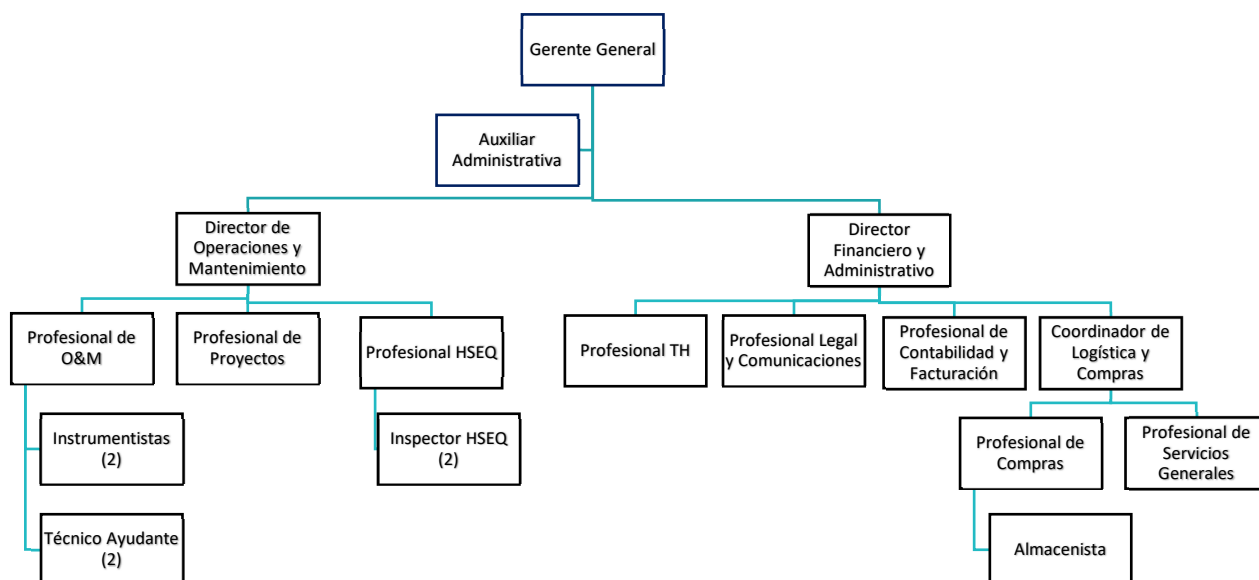 Gerente General
Auxiliar
Administrativa
Director de
Operaciones y
Mantenimiento
Director
Financiero y
Administrativo
Profesional de
O&M
Profesional de
Proyectos
Profesional HSEQ
Profesional TH
Profesional Legal
y Comunicaciones
Profesional de
Contabilidad y
Facturación
Coordinador de
Logística y
Compras
Instrumentistas
(2)
Inspector HSEQ
(2)
Profesional de
Compras
Profesional de
Servicios
Generales
Técnico Ayudante
(2)
Almacenista